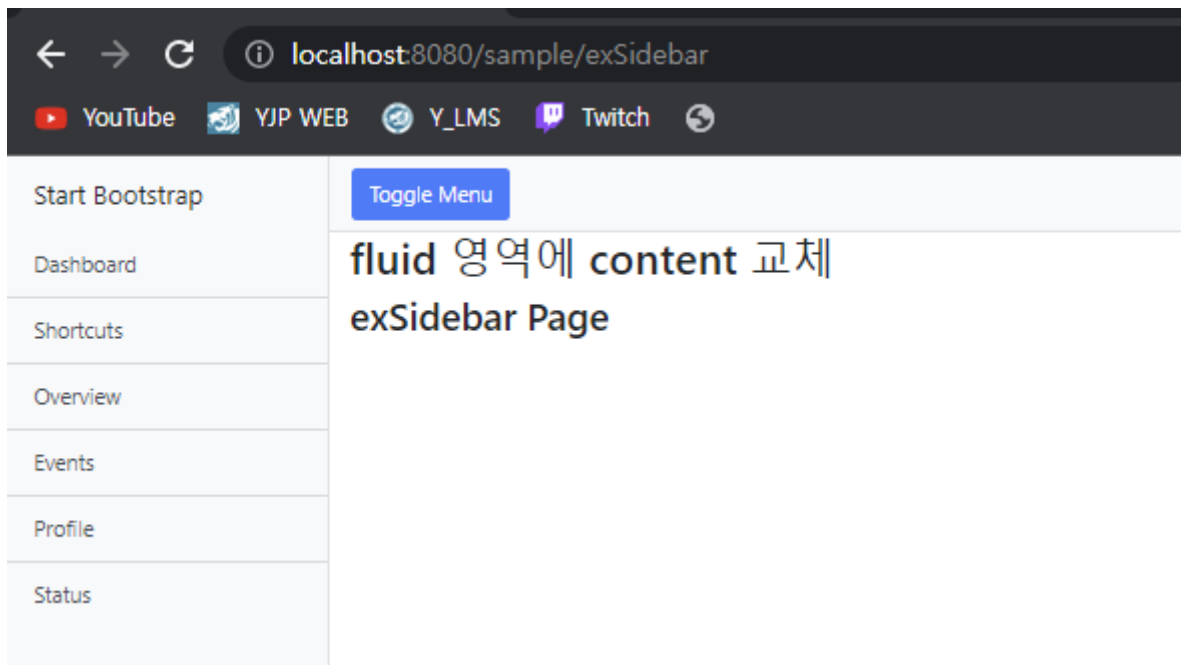 localhost:8080/sample/exSidebar
YouTube YJP WEB Y_LMS Twitch
Start Bootstrap
Toggle Menu
Dashboard
Shortcuts
Overview
Events
Profile
Status
fluid 영역에 content 교체
exSidebar Page